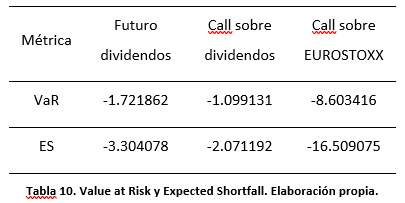 Métrica Futuro dividendos Call sobre dividendos Call sobre EUROSTOXX
VaR -1.721862 -1.099131 -8.603416
ES -3.304078 -2.071192 -16.509075
Tabla 10. Value at Risk y Expected Shortfall. Elaboración propia.